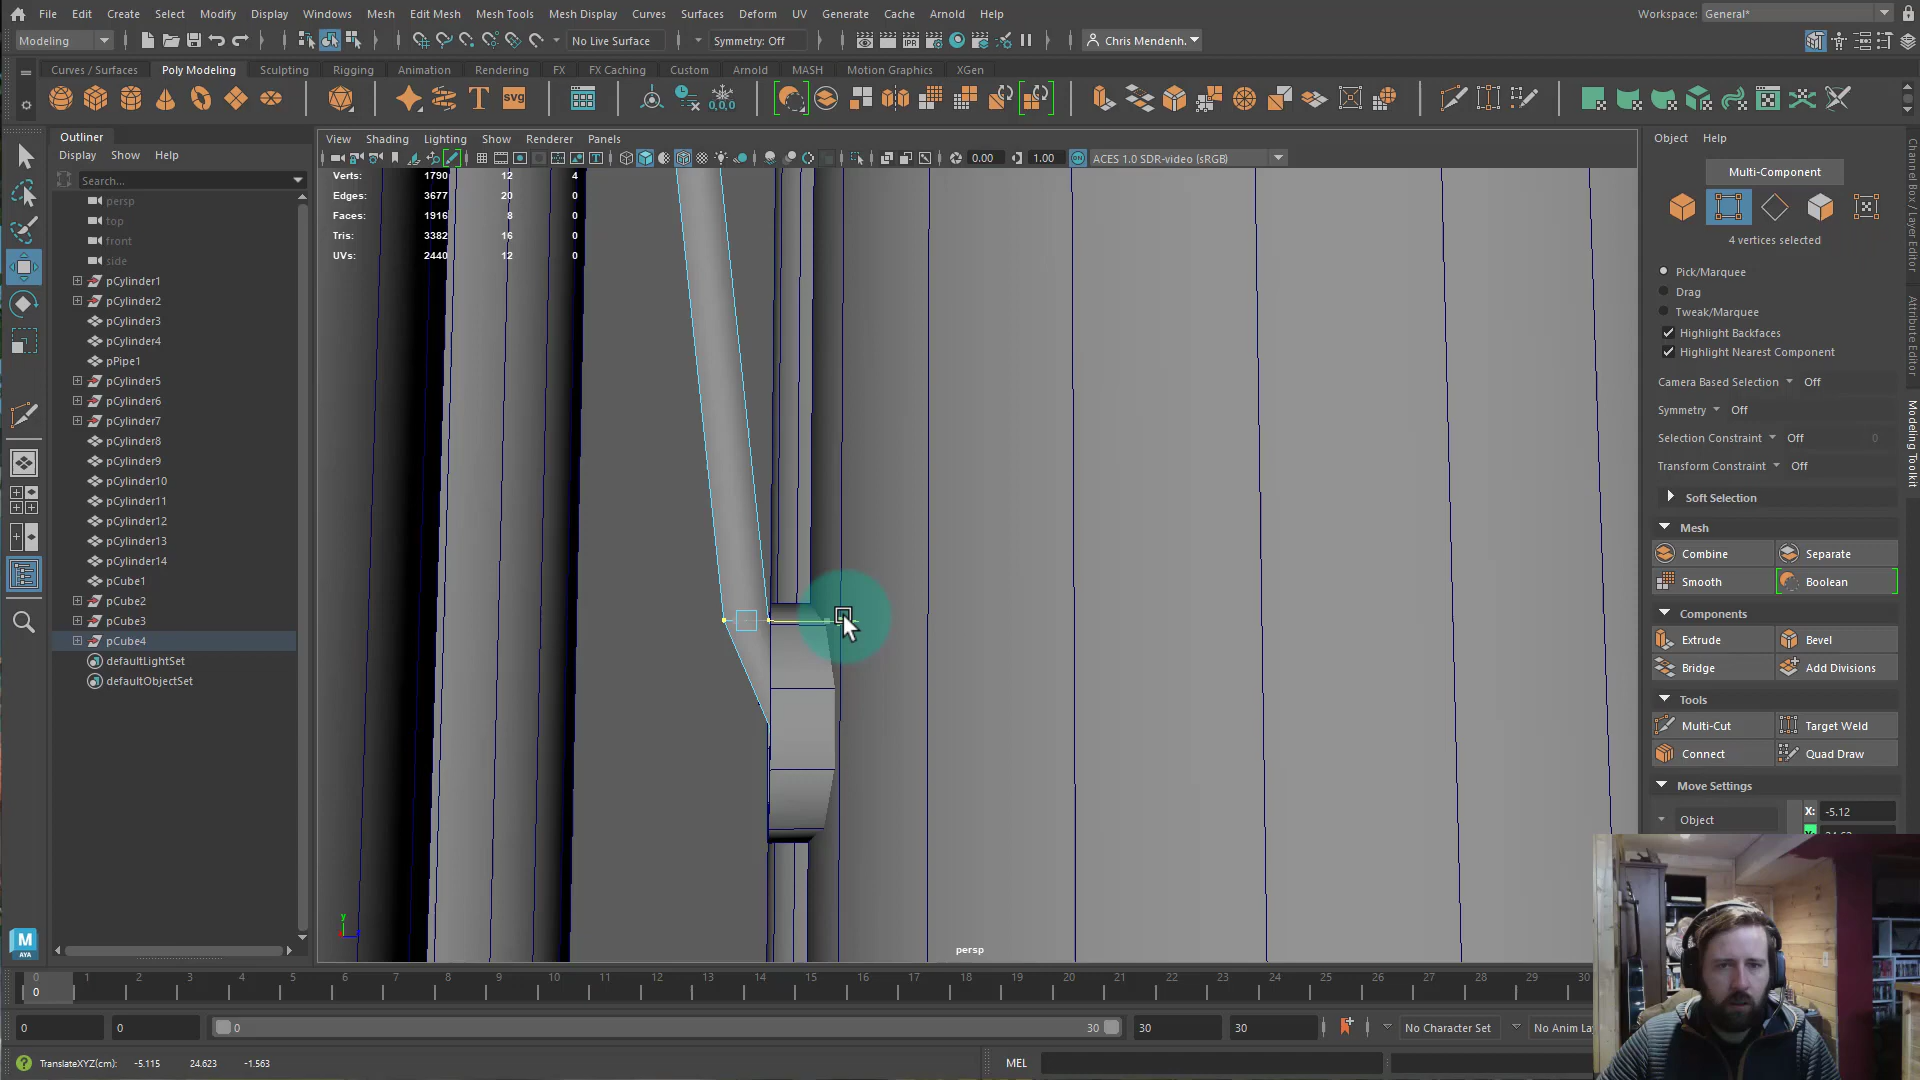 File Edit Create Select Modify Display Windows Mesh Edit Mesh Mesh Tools Mesh Display Curves Surfaces Deform UV Generate Cache Arnold Help Workspace: General*
Modeling No Live Surface Symmetry: Off Chris Mendenh.
Curves / Surfaces Poly Modeling Sculpting Rigging Animation Rendering FX FX Caching Custom Arnold MASH Motion Graphics XGen
Outliner
Display Show Help
Search...
persp
top
front
side
pCylinder1
pCylinder2
pCylinder3
pCylinder4
pPipe1
pCylinder5
pCylinder6
pCylinder7
pCylinder8
pCylinder9
pCylinder10
pCylinder11
pCylinder12
pCylinder13
pCylinder14
pCube1
pCube2
pCube3
pCube4
defaultLightSet
defaultObjectSet
View Shading Lighting Show Renderer Panels
0.00 1.00 ACES 1.0 SDR-video (sRGB)
Verts: 1790 12 4
Edges: 3677 20 0
Faces: 1916 8 0
Tris: 3382 16 0
UVs: 2440 12 0
y
persp
Object Help
Multi-Component
4 vertices selected
Pick/Marquee
Drag
Tweak/Marquee
Highlight Backfaces
Highlight Nearest Component
Camera Based Selection Off
Symmetry Off
Selection Constraint Off 0
Transform Constraint Off
Soft Selection
Mesh
Combine Separate
Smooth Boolean
Components
Extrude Bevel
Bridge Add Divisions
Tools
Multi-Cut Target Weld
Connect Quad Draw
Move Settings
Object X: -5.12
Channel Box / Layer Editor
Attribute Editor
Modeling Toolkit
0 1 2 3 4 5 6 7 8 9 10 11 12 13 14 15 16 17 18 19 20 21 22 23 24 25 26 27 28 29 30
0
0 0 0 30 30 30 No Character Set No Anim La
TranslateXYZ(cm): -5.115 24.623 -1.563 MEL
M
AYA